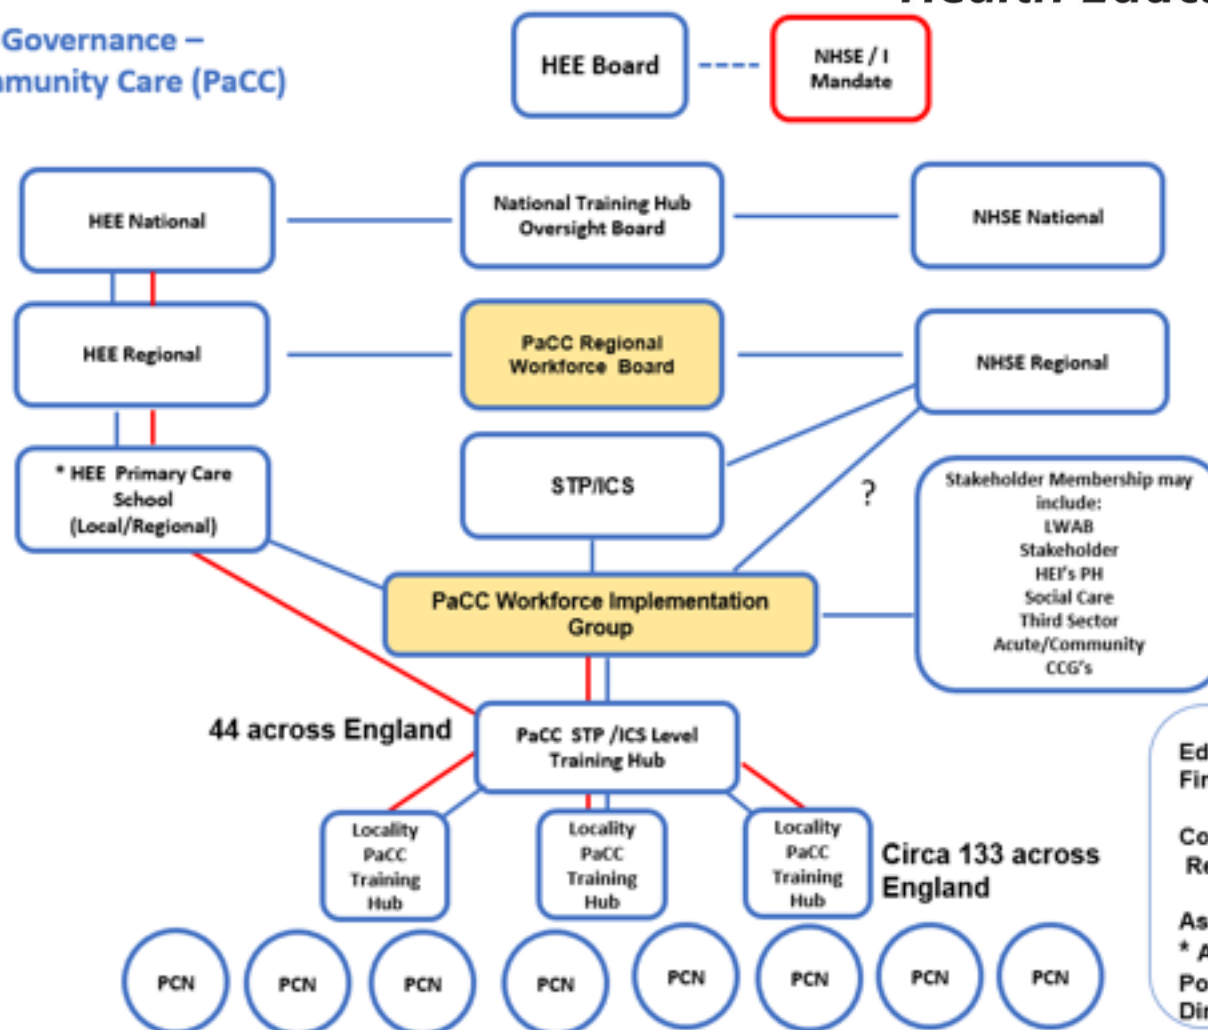 Governance –
Community Care (PaCC)
HEE Board
NHSE / I
Mandate
HEE National
National Training Hub
Oversight Board
NHSE National
HEE Regional
PaCC Regional
Workforce  Board
NHSE Regional
* HEE  Primary Care
School
(Local/Regional)
STP/ICS
?
Stakeholder Membership may
include:
LWAB
Stakeholder
HEI's PH
Social Care
Third Sector
Acute/Community
CCG's
PaCC Workforce Implementation
Group
44 across England
PaCC  STP /ICS Level
Training Hub
Locality
PaCC
Training
Hub
Locality
PaCC
Training
Hub
Locality
PaCC
Training
Hub
Circa 133 across
England
PCN
PCN
PCN
PCN
PCN
PCN
PCN
PCN